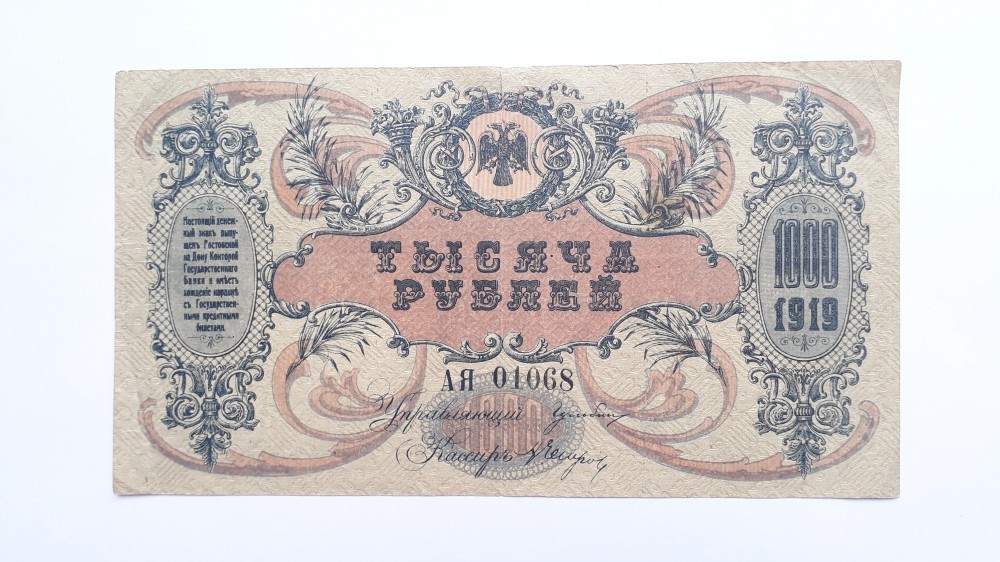 ТЫСЯЧА
РУБЛЕЙ
Настоящій денеж-
ный знакъ выпу-
щенъ Ростовской
на Дону Конторой
Государственнаго
Банка и имѣетъ
хожденіе наравнѣ
съ Государствен-
ными кредитными
билетами.
1000
1919
АЯ 01068
Управляющій
1000
Кассиръ